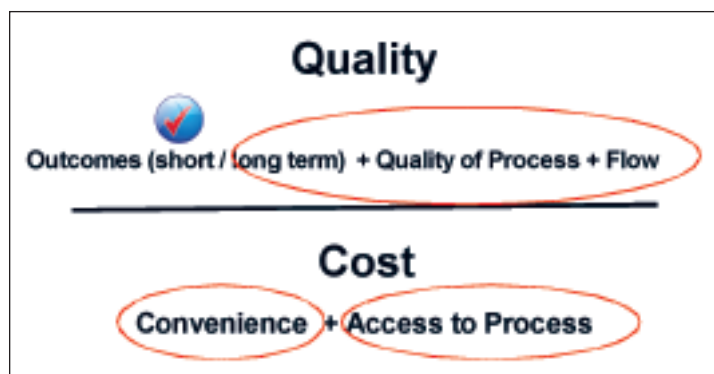 Quality
Outcomes (short / long term) + Quality of Process + Flow
Cost
Convenience + Access to Process